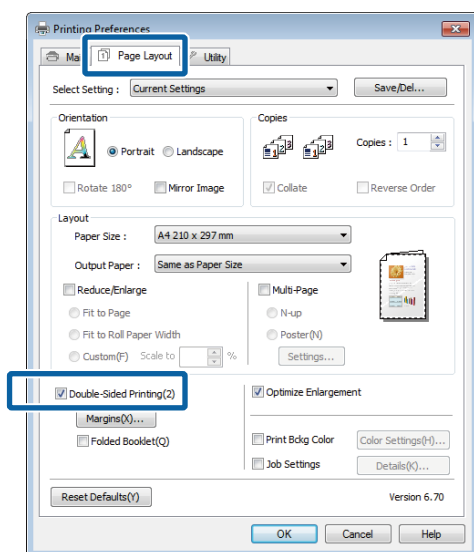 Printing Preferences
Ma
Page Layout
Utility
Select Setting :
Current Settings
Save/Del...
Orientation
Portrait
Landscape
Rotate 180°
Mirror Image
Copies
Copies :
1
Collate
Reverse Order
Layout
Paper Size :
A4 210 x 297 mm
Output Paper :
Same as Paper Size
Reduce/Enlarge
Fit to Page
Fit to Roll Paper Width
Custom(F)
Scale to
%
Multi-Page
N-up
Poster(N)
Settings...
Double-Sided Printing(2)
Margins(X)...
Folded Booklet(Q)
Optimize Enlargement
Print Bckg Color
Color Settings(H)...
Job Settings
Details(K)...
Reset Defaults(Y)
Version 6.70
OK
Cancel
Help